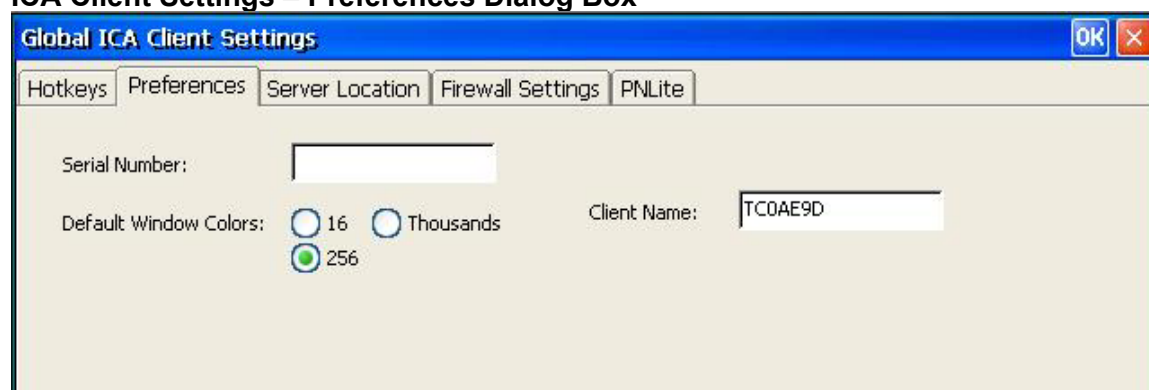 ICA Client Settings – Preferences Dialog Box
Global ICA Client Settings OK
Hotkeys Preferences Server Location Firewall Settings PNLite
Serial Number:
Default Window Colors: 16 Thousands Client Name: TC0AE9D
256